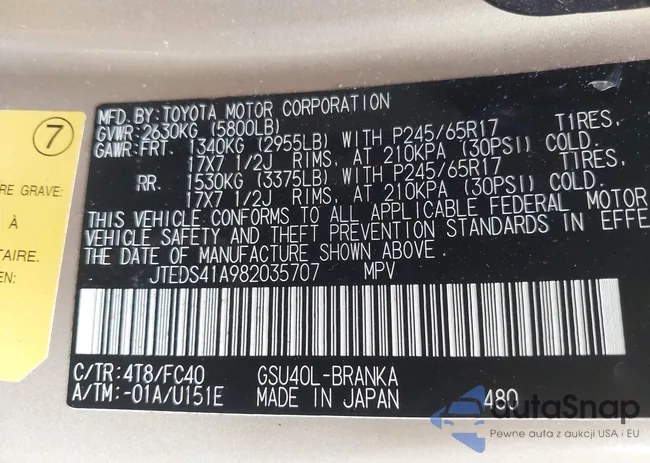 MFD. BY: TOYOTA MOTOR CORPORATION
GVWR: 2630KG (5800LB)
GAWR: FRT. 1340KG (2955LB) WITH P245/65R17 TIRES,
17X7 1/2J RIMS, AT 210KPA (30PSI) COLD.
RR. 1530KG (3375LB) WITH P245/65R17 TIRES,
17X7 1/2J RIMS, AT 210KPA (30PSI) COLD.
THIS VEHICLE CONFORMS TO ALL APPLICABLE FEDERAL MOTOR
VEHICLE SAFETY AND THEFT PREVENTION STANDARDS IN EFFE
THE DATE OF MANUFACTURE SHOWN ABOVE
JTEDS41A982035707 MPV
C/TR: 4T8/FC40 GSU40L-BRANKA
A/TM: -01A/U151E MADE IN JAPAN 480
7
RE GRAVE:
À
TAIRE.
EN:
autaSnap
Pewne auta z aukcji USA i EU